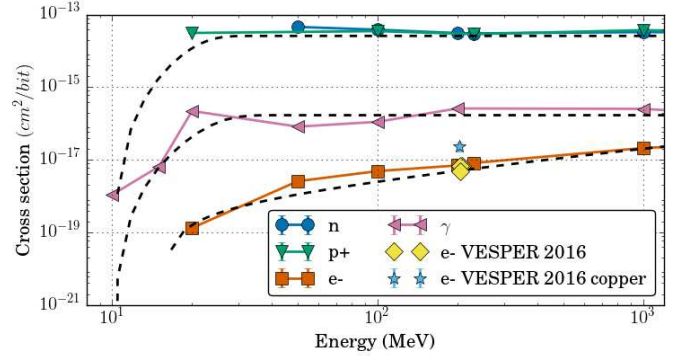 10^{-13}
10^{-15}
10^{-17}
10^{-19}
10^{-21}
Cross section (cm^2/bit)
n
p+
e-
γ
e- VESPER 2016
e- VESPER 2016 copper
10^1
10^2
10^3
Energy (MeV)